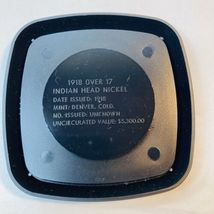 1918 OVER 17
INDIAN HEAD NICKEL
DATE ISSUED: 1918
MINT: DENVER, COLO.
NO. ISSUED: UNKNOWN
UNCIRCULATED VALUE: $5,500.00